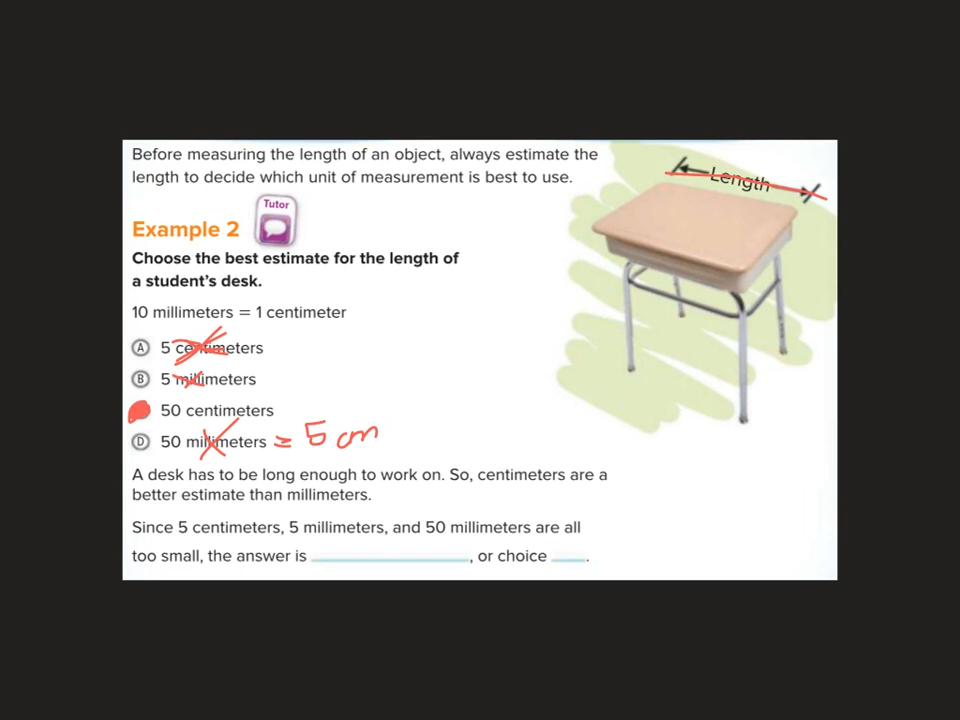 Before measuring the length of an object, always estimate the
length to decide which unit of measurement is best to use.
Length
Tutor
Example 2
Choose the best estimate for the length of
a student's desk.
10 millimeters = 1 centimeter
A 5 centimeters
B 5 millimeters
50 centimeters
D 50 millimeters = 5 cm
A desk has to be long enough to work on. So, centimeters are a
better estimate than millimeters.
Since 5 centimeters, 5 millimeters, and 50 millimeters are all
too small, the answer is , or choice .